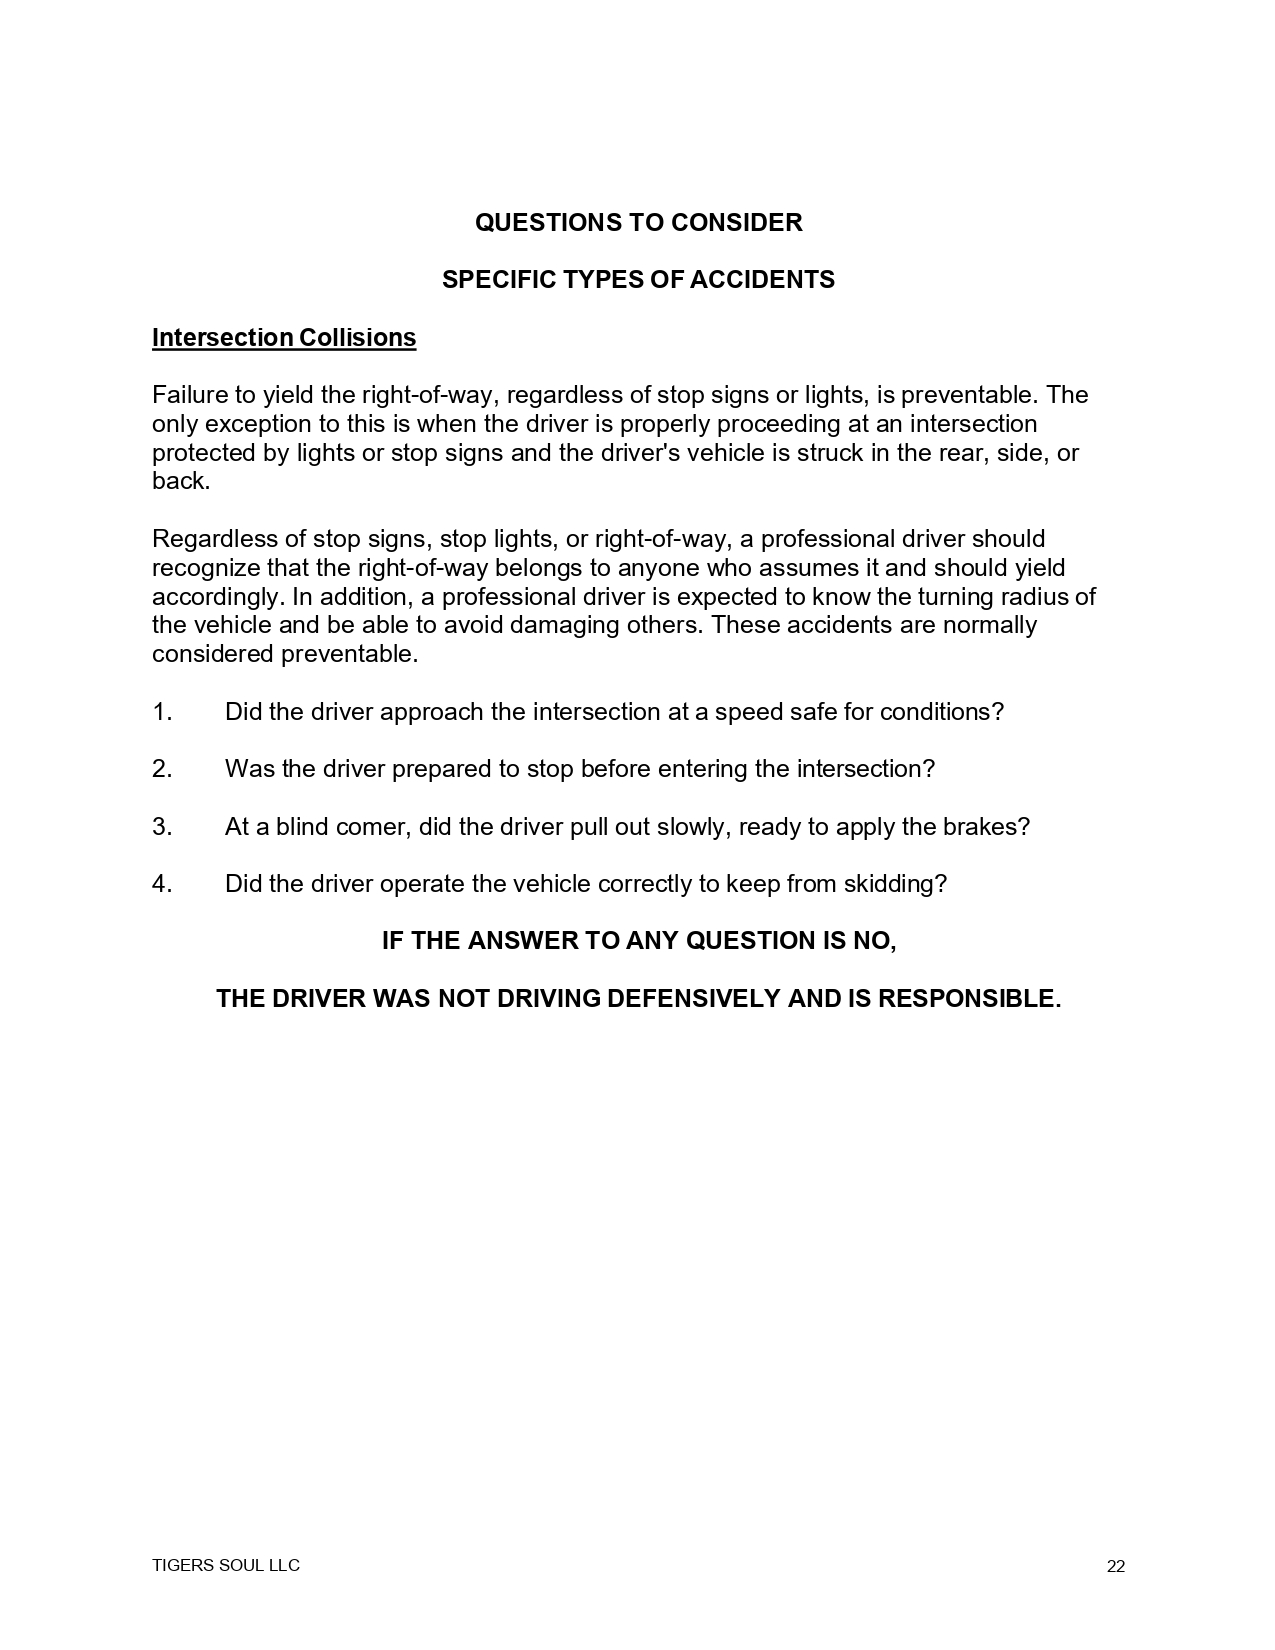 QUESTIONS TO CONSIDER
SPECIFIC TYPES OF ACCIDENTS
Intersection Collisions
Failure to yield the right-of-way, regardless of stop signs or lights, is preventable. The
only exception to this is when the driver is properly proceeding at an intersection
protected by lights or stop signs and the driver's vehicle is struck in the rear, side, or
back.
Regardless of stop signs, stop lights, or right-of-way, a professional driver should
recognize that the right-of-way belongs to anyone who assumes it and should yield
accordingly. In addition, a professional driver is expected to know the turning radius of
the vehicle and be able to avoid damaging others. These accidents are normally
considered preventable.
1. Did the driver approach the intersection at a speed safe for conditions?
2. Was the driver prepared to stop before entering the intersection?
3. At a blind comer, did the driver pull out slowly, ready to apply the brakes?
4. Did the driver operate the vehicle correctly to keep from skidding?
IF THE ANSWER TO ANY QUESTION IS NO,
THE DRIVER WAS NOT DRIVING DEFENSIVELY AND IS RESPONSIBLE.
TIGERS SOUL LLC 22